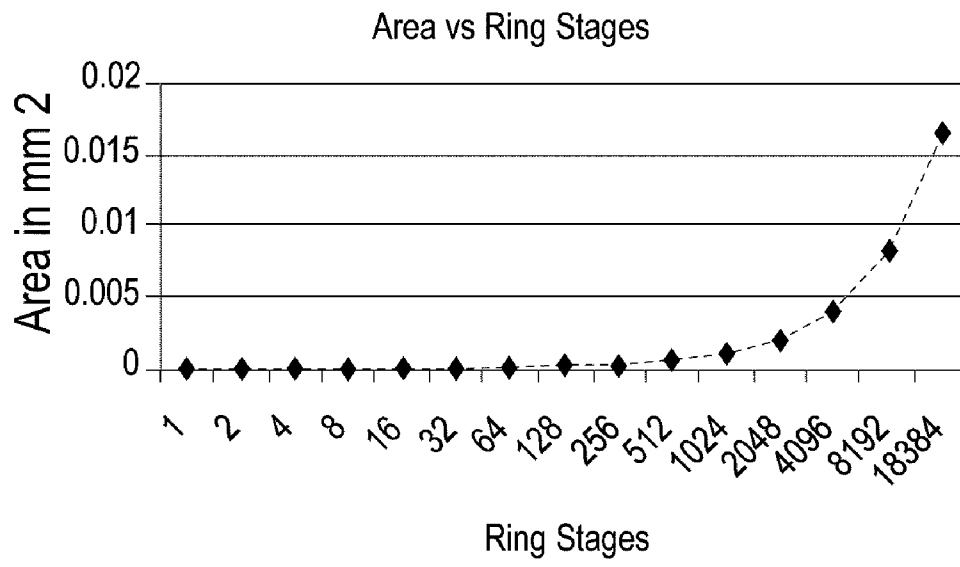 Area vs Ring Stages
Area in mm 2
0.02
0.015
0.01
0.005
0
1 2 4 8 16 32 64 128 256 512 1024 2048 4096 8192 18384
Ring Stages